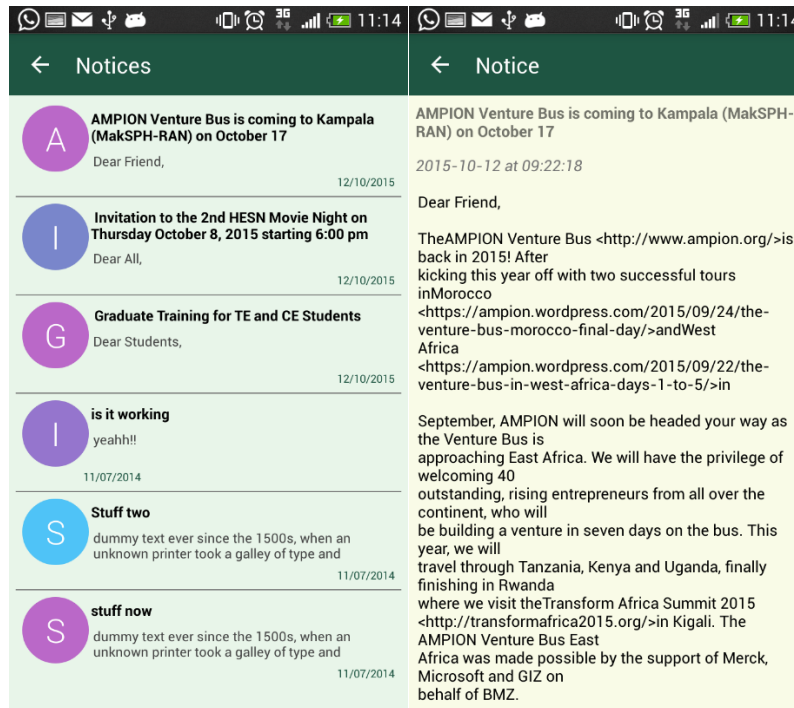 3G 11:14
Notices
A
AMPION Venture Bus is coming to Kampala
(MakSPH-RAN) on October 17
Dear Friend,
12/10/2015
I
Invitation to the 2nd HESN Movie Night on
Thursday October 8, 2015 starting 6:00 pm
Dear All,
12/10/2015
G
Graduate Training for TE and CE Students
Dear Students,
12/10/2015
I
is it working
yeahh!!
11/07/2014
S
Stuff two
dummy text ever since the 1500s, when an
unknown printer took a galley of type and
11/07/2014
S
stuff now
dummy text ever since the 1500s, when an
unknown printer took a galley of type and
11/07/2014
3G 11:14
Notice
AMPION Venture Bus is coming to Kampala (MakSPH-
RAN) on October 17
2015-10-12 at 09:22:18
Dear Friend,
TheAMPION Venture Bus <http://www.ampion.org/>is
back in 2015! After
kicking this year off with two successful tours
inMorocco
<https://ampion.wordpress.com/2015/09/24/the-
venture-bus-morocco-final-day/>andWest
Africa
<https://ampion.wordpress.com/2015/09/22/the-
venture-bus-in-west-africa-days-1-to-5/>in
September, AMPION will soon be headed your way as
the Venture Bus is
approaching East Africa. We will have the privilege of
welcoming 40
outstanding, rising entrepreneurs from all over the
continent, who will
be building a venture in seven days on the bus. This
year, we will
travel through Tanzania, Kenya and Uganda, finally
finishing in Rwanda
where we visit theTransform Africa Summit 2015
<http://transformafrica2015.org/>in Kigali. The
AMPION Venture Bus East
Africa was made possible by the support of Merck,
Microsoft and GIZ on
behalf of BMZ.